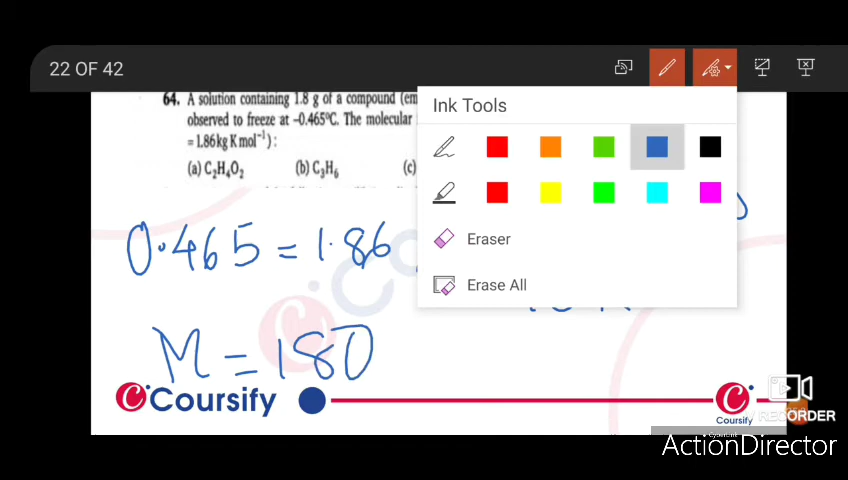 22 OF 42
Ink Tools
Eraser
Erase All
64. A solution containing 1.8 g of a compound (em
observed to freeze at –0.465°C. The molecular
= 1.86 kg K mol⁻¹) :
(a) C₂H₄O₂ (b) C₃H₆ (c)
0.465 = 1.86
M = 180
Coursify
Coursify
RECORDER
ActionDirector